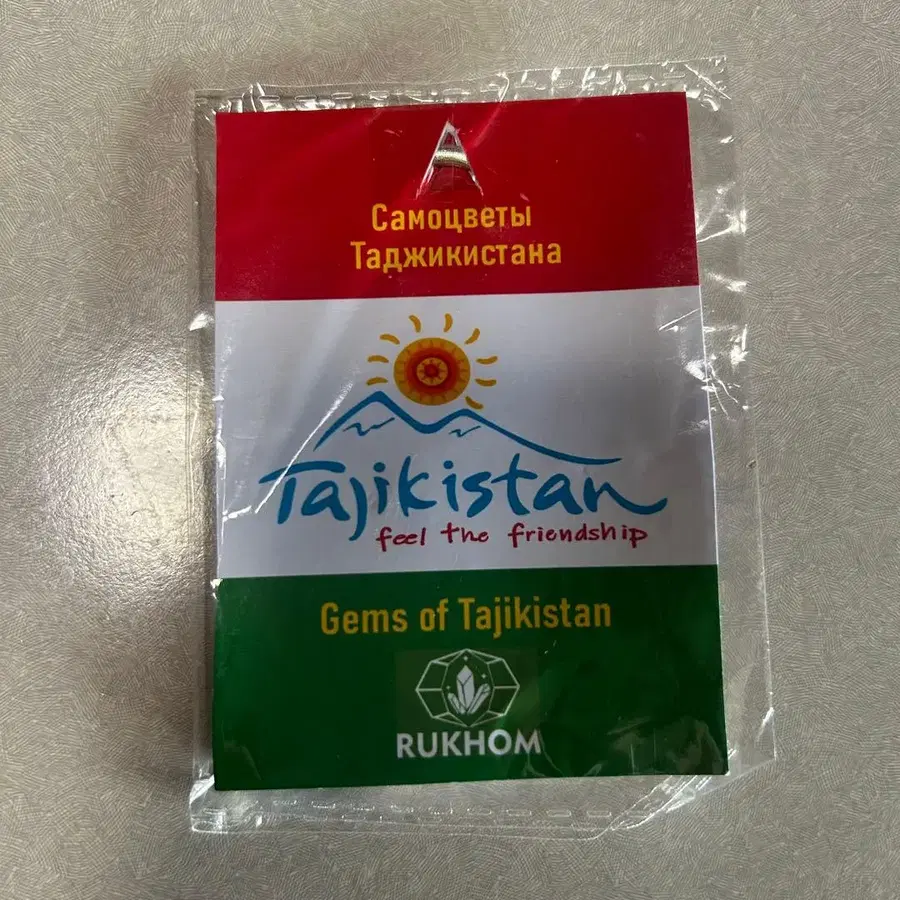 Самоцветы
Таджикистана
Tajikistan
feel the friendship
Gems of Tajikistan
RUKHOM